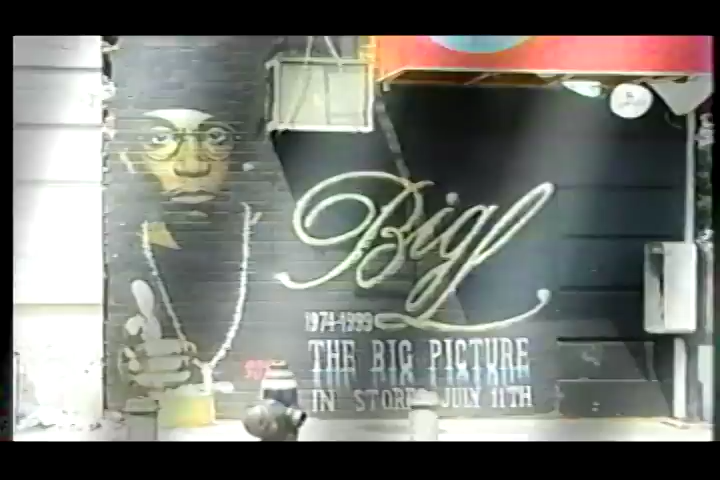 Big L
1974-1999
THE BIG PICTURE
IN STORES JULY 11TH